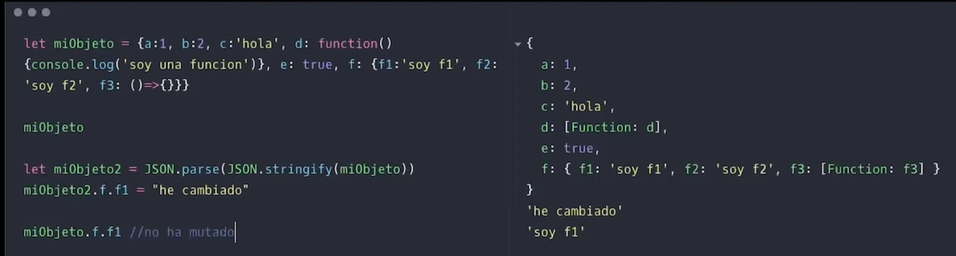 let miObjeto = {a:1, b:2, c:'hola', d: function()
{console.log('soy una funcion')}, e: true, f: {f1:'soy f1', f2:
'soy f2', f3: ()=>{}}}
miObjeto
let miObjeto2 = JSON.parse(JSON.stringify(miObjeto))
miObjeto2.f.f1 = "he cambiado"
miObjeto.f.f1 //no ha mutado
{
a: 1,
b: 2,
c: 'hola',
d: [Function: d],
e: true,
f: { f1: 'soy f1', f2: 'soy f2', f3: [Function: f3] }
}
'he cambiado'
'soy f1'